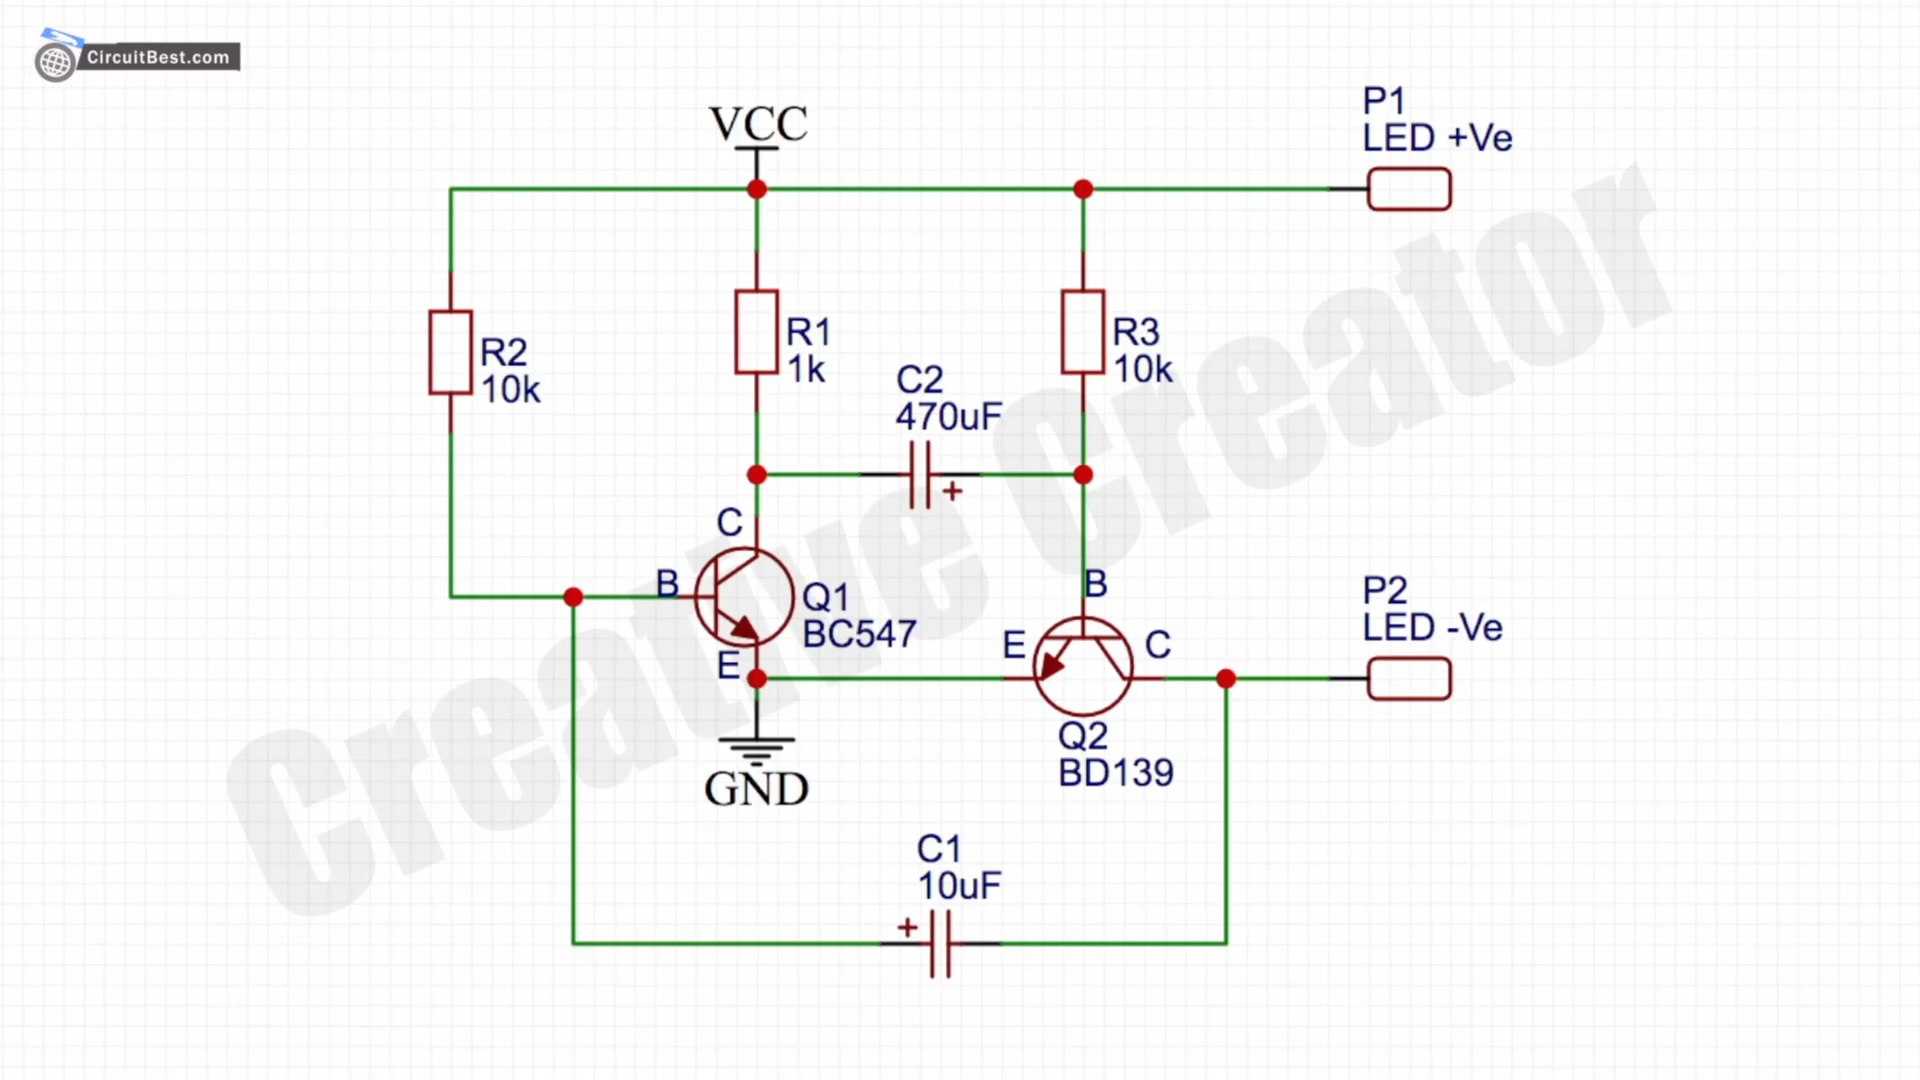 CircuitBest.com
VCC
P1
LED +Ve
R2
10k
R1
1k
R3
10k
C2
470uF
+
C
B
Q1
BC547
E
B
E
C
P2
LED -Ve
Q2
BD139
GND
C1
10uF
+
Creative Creator